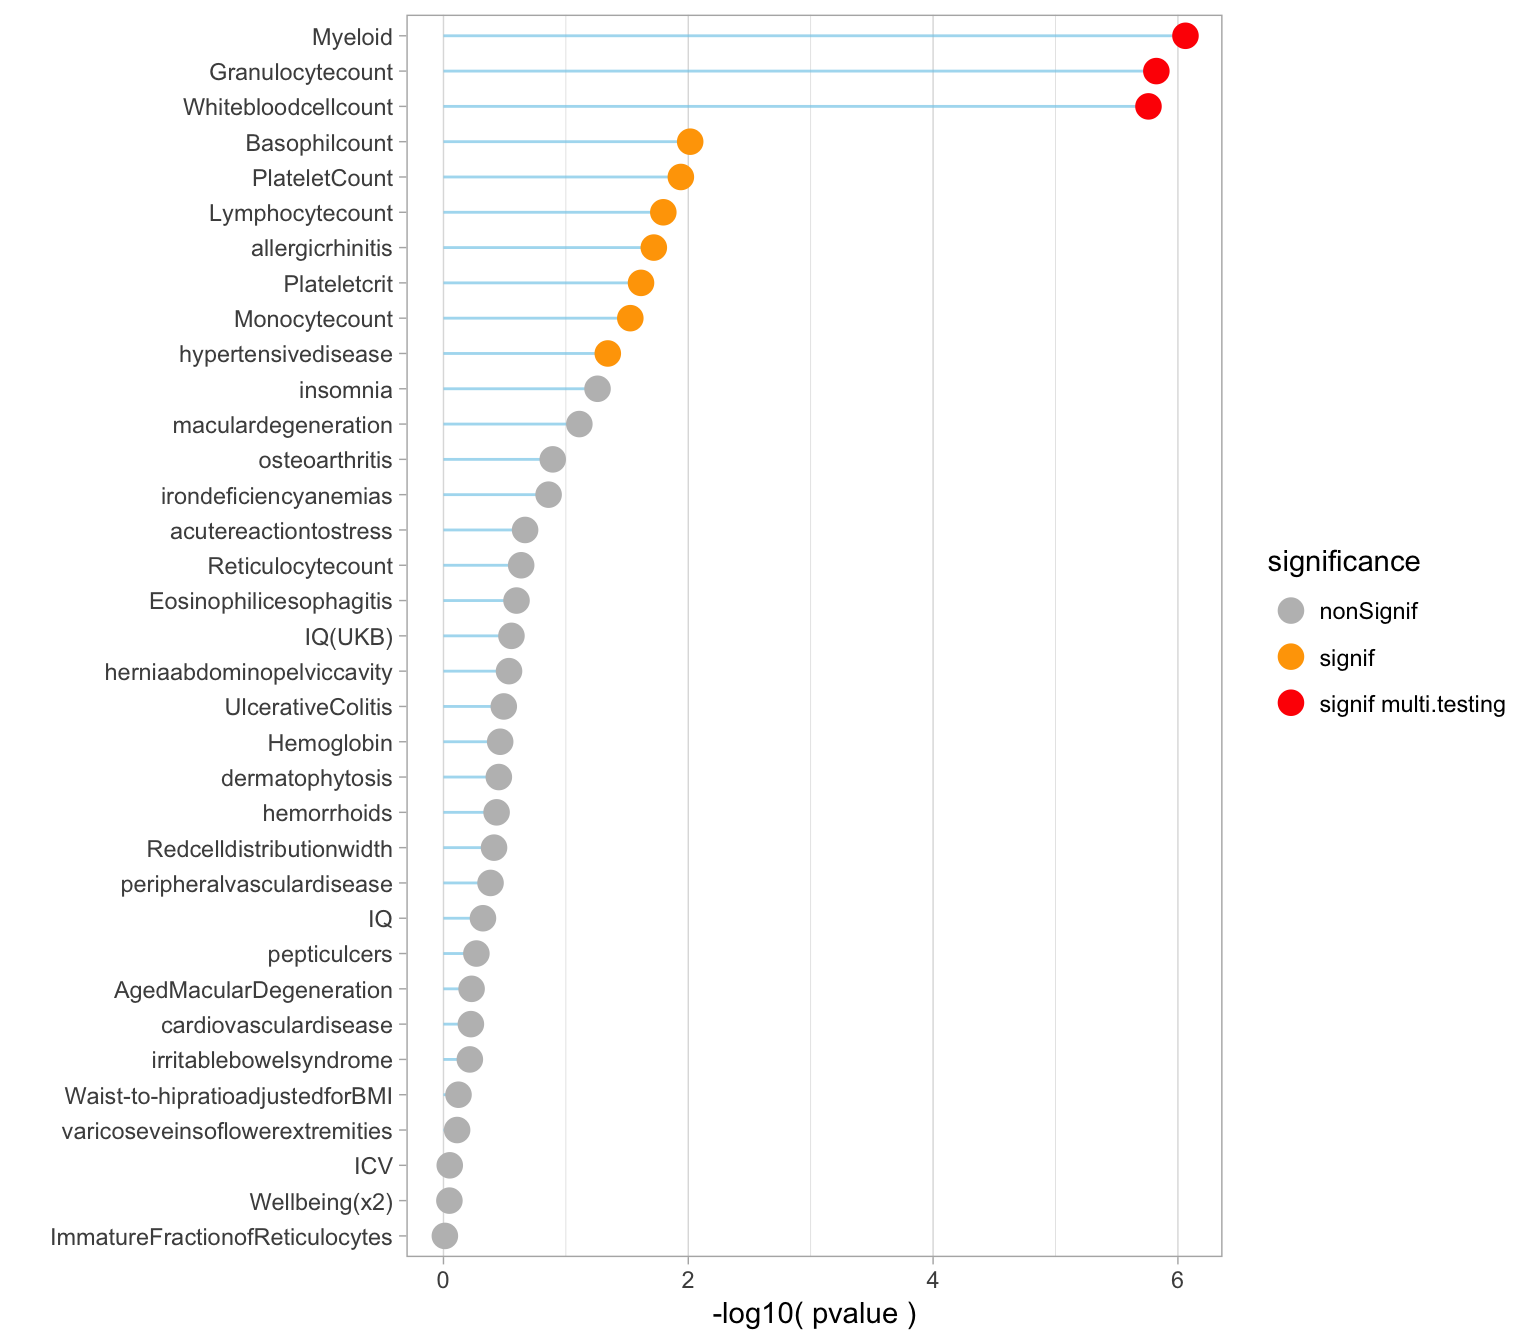 Myeloid
Granulocytecount
Whitebloodcellcount
Basophilcount
PlateletCount
Lymphocytecount
allergicrhinitis
Plateletcrit
Monocytecount
hypertensivedisease
insomnia
maculardegeneration
osteoarthritis
irondeficiencyanemias
acutereactiontostress
Reticulocytecount
Eosinophilicesophagitis
IQ(UKB)
herniaabdominopelviccavity
UlcerativeColitis
Hemoglobin
dermatophytosis
hemorrhoids
Redcelldistributionwidth
peripheralvasculardisease
IQ
pepticulcers
AgedMacularDegeneration
cardiovasculardisease
irritablebowelsyndrome
Waist-to-hipratioadjustedforBMI
varicoseveinsoflowerextremities
ICV
Wellbeing(x2)
ImmatureFractionofReticulocytes
0 2 4 6
-log10( pvalue )
significance
nonSignif
signif
signif multi.testing